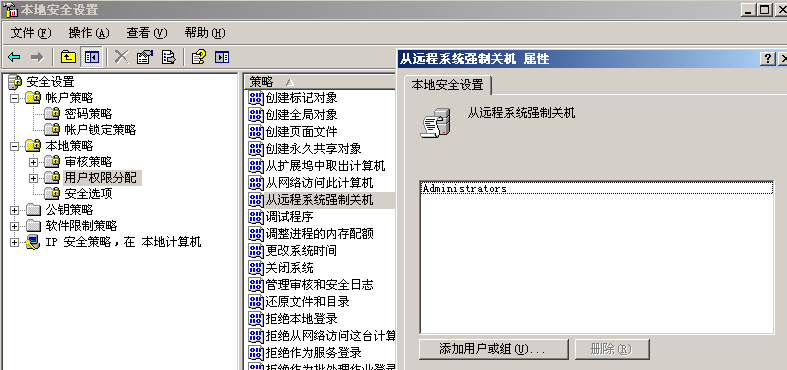 本地安全设置
文件(F) 操作(A) 查看(V) 帮助(H)
安全设置
帐户策略
密码策略
帐户锁定策略
本地策略
审核策略
用户权限分配
安全选项
公钥策略
软件限制策略
IP 安全策略，在 本地计算机
策略
创建标记对象
创建全局对象
创建页面文件
创建永久共享对象
从扩展坞中取出计算机
从网络访问此计算机
从远程系统强制关机
调试程序
调整进程的内存配额
更改系统时间
关闭系统
管理审核和安全日志
还原文件和目录
拒绝本地登录
拒绝从网络访问这台计算
拒绝作为服务登录
拒绝作为批处理作业登录
从远程系统强制关机 属性
本地安全设置
从远程系统强制关机
Administrators
添加用户或组(U)... 删除(R)